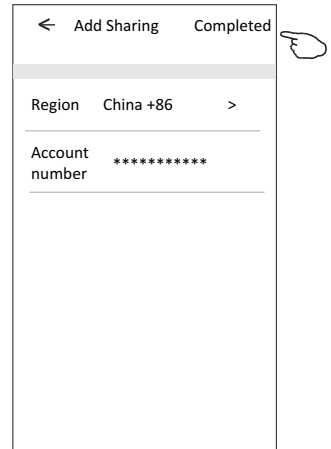 ← Add Sharing Completed
Region China +86 >
Account
number ***********